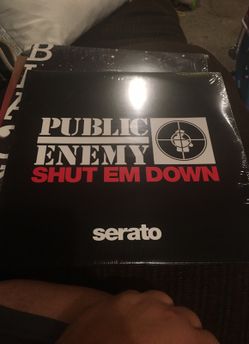 PUBLIC
ENEMY
SHUT EM DOWN
serato